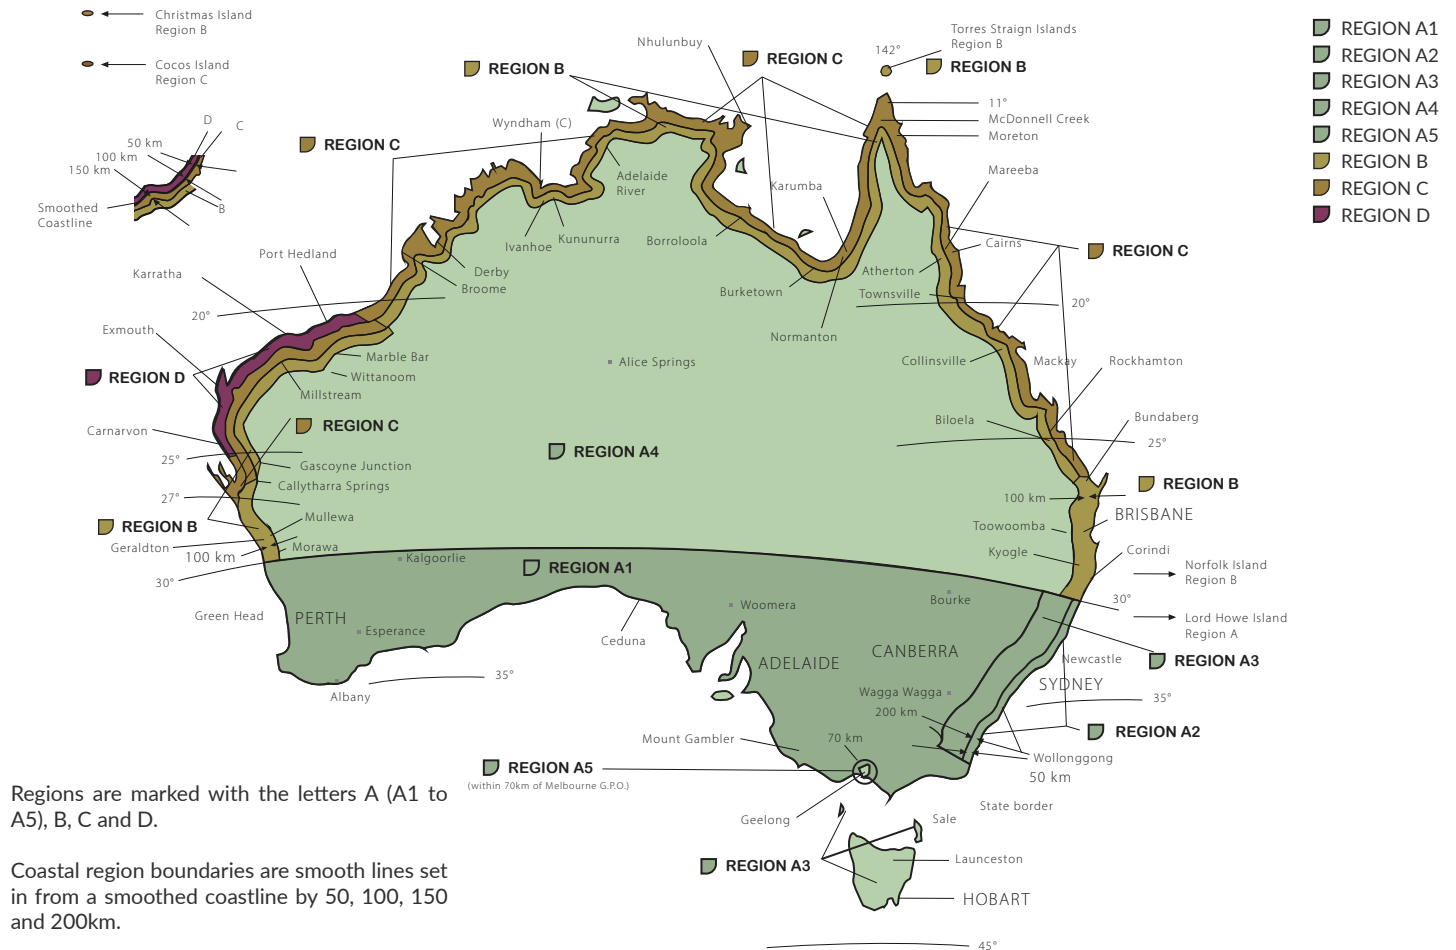 Christmas Island
Region B
Cocos Island
Region C
D
C
50 km
100 km
150 km
B
Smoothed
Coastline
REGION C
REGION B
Nhulunbuy
REGION C
142°
Torres Straign Islands
Region B
REGION B
REGION A1
REGION A2
REGION A3
REGION A4
REGION A5
REGION B
REGION C
REGION D
Wyndham (C)
11°
McDonnell Creek
Moreton
Mareeba
Adelaide
River
Karumba
Ivanhoe
Kununurra
Borroloola
Cairns
REGION C
Port Hedland
Karratha
Derby
Broome
Burketown
Atherton
Townsville
20°
20°
Exmouth
Normanton
Marble Bar
Wittanoom
Millstream
Alice Springs
Collinsville
Mackay
Rockhamton
REGION D
REGION C
Carnarvon
Biloela
Bundaberg
25°
25°
REGION A4
Gascoyne Junction
Callytharra Springs
27°
REGION B
100 km
BRISBANE
Mullewa
REGION B
Toowoomba
Geraldton
100 km
Morawa
Kalgoorlie
Kyogle
Corindi
Norfolk Island
Region B
30°
REGION A1
Bourke
30°
Woomera
Lord Howe Island
Region A
Green Head
PERTH
Esperance
Ceduna
ADELAIDE
CANBERRA
Newcastle
REGION A3
SYDNEY
35°
35°
Albany
Wagga Wagga
200 km
REGION A2
Mount Gambler
70 km
Wollonggong
50 km
REGION A5
(within 70km of Melbourne G.P.O.)
Geelong
State border
Sale
REGION A3
Launceston
HOBART
45°
Regions are marked with the letters A (A1 to
A5), B, C and D.
Coastal region boundaries are smooth lines set
in from a smoothed coastline by 50, 100, 150
and 200km.